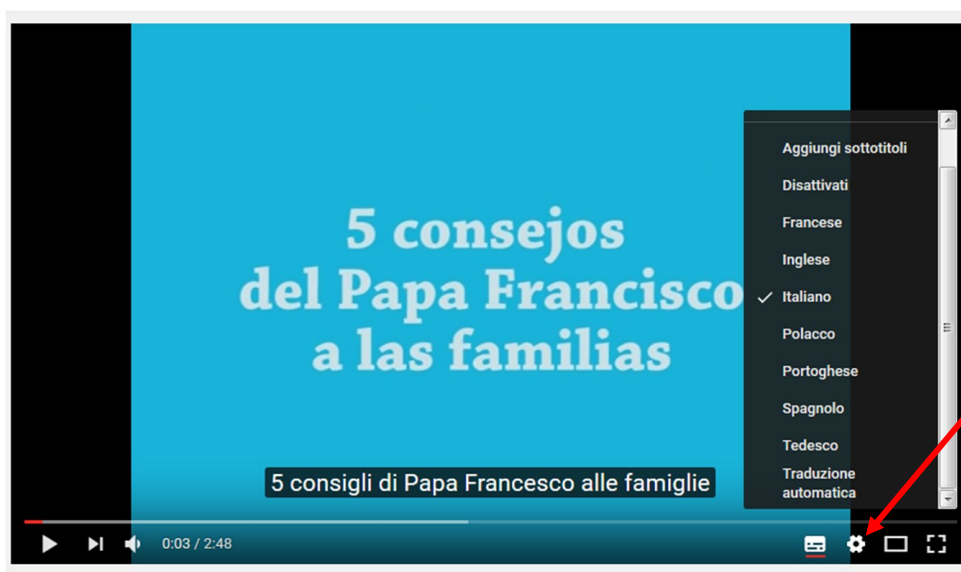 5 consejos
del Papa Francisco
a las familias
Aggiungi sottotitoli
Disattivati
Francese
Inglese
Italiano
Polacco
Portoghese
Spagnolo
Tedesco
Traduzione
automatica
5 consigli di Papa Francesco alle famiglie
0:03 / 2:48